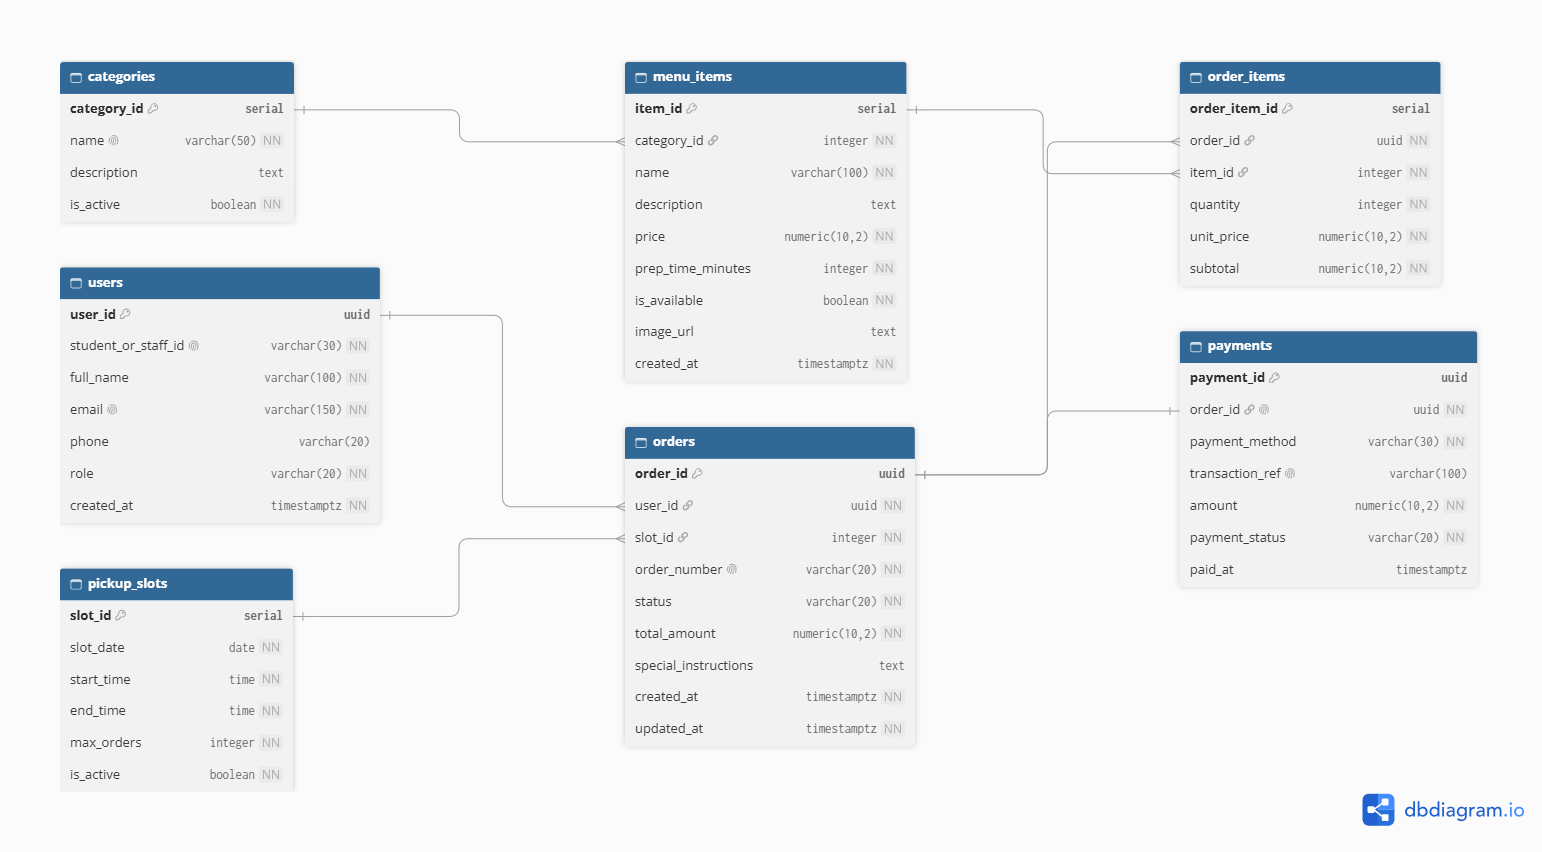 categories
category_id serial
name varchar(50) NN
description text
is_active boolean NN
users
user_id uuid
student_or_staff_id varchar(30) NN
full_name varchar(100) NN
email varchar(150) NN
phone varchar(20)
role varchar(20) NN
created_at timestamptz NN
pickup_slots
slot_id serial
slot_date date NN
start_time time NN
end_time time NN
max_orders integer NN
is_active boolean NN
menu_items
item_id serial
category_id integer NN
name varchar(100) NN
description text
price numeric(10,2) NN
prep_time_minutes integer NN
is_available boolean NN
image_url text
created_at timestamptz NN
orders
order_id uuid
user_id uuid NN
slot_id integer NN
order_number varchar(20) NN
status varchar(20) NN
total_amount numeric(10,2) NN
special_instructions text
created_at timestamptz NN
updated_at timestamptz NN
order_items
order_item_id serial
order_id uuid NN
item_id integer NN
quantity integer NN
unit_price numeric(10,2) NN
subtotal numeric(10,2) NN
payments
payment_id uuid
order_id uuid NN
payment_method varchar(30) NN
transaction_ref varchar(100)
amount numeric(10,2) NN
payment_status varchar(20) NN
paid_at timestamptz
dbdiagram.io